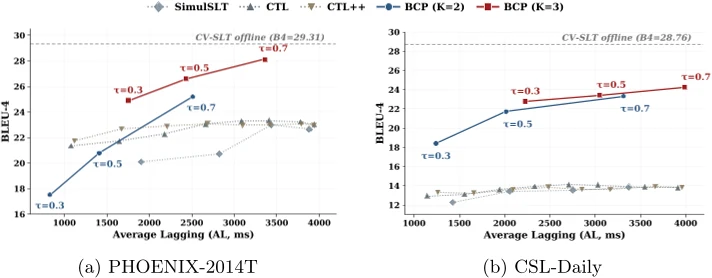 SimulSLT CTL CTL++ BCP (K=2) BCP (K=3)
30
28
26
24
22
20
18
16
BLEU-4
CV-SLT offline (B4=29.31)
τ=0.3
τ=0.5
τ=0.7
τ=0.7
τ=0.5
τ=0.3
1000 1500 2000 2500 3000 3500 4000
Average Lagging (AL, ms)
(a) PHOENIX-2014T
30
28
26
24
22
20
18
16
14
12
BLEU-4
CV-SLT offline (B4=28.76)
τ=0.3
τ=0.5
τ=0.7
τ=0.7
τ=0.5
τ=0.3
1000 1500 2000 2500 3000 3500 4000
Average Lagging (AL, ms)
(b) CSL-Daily